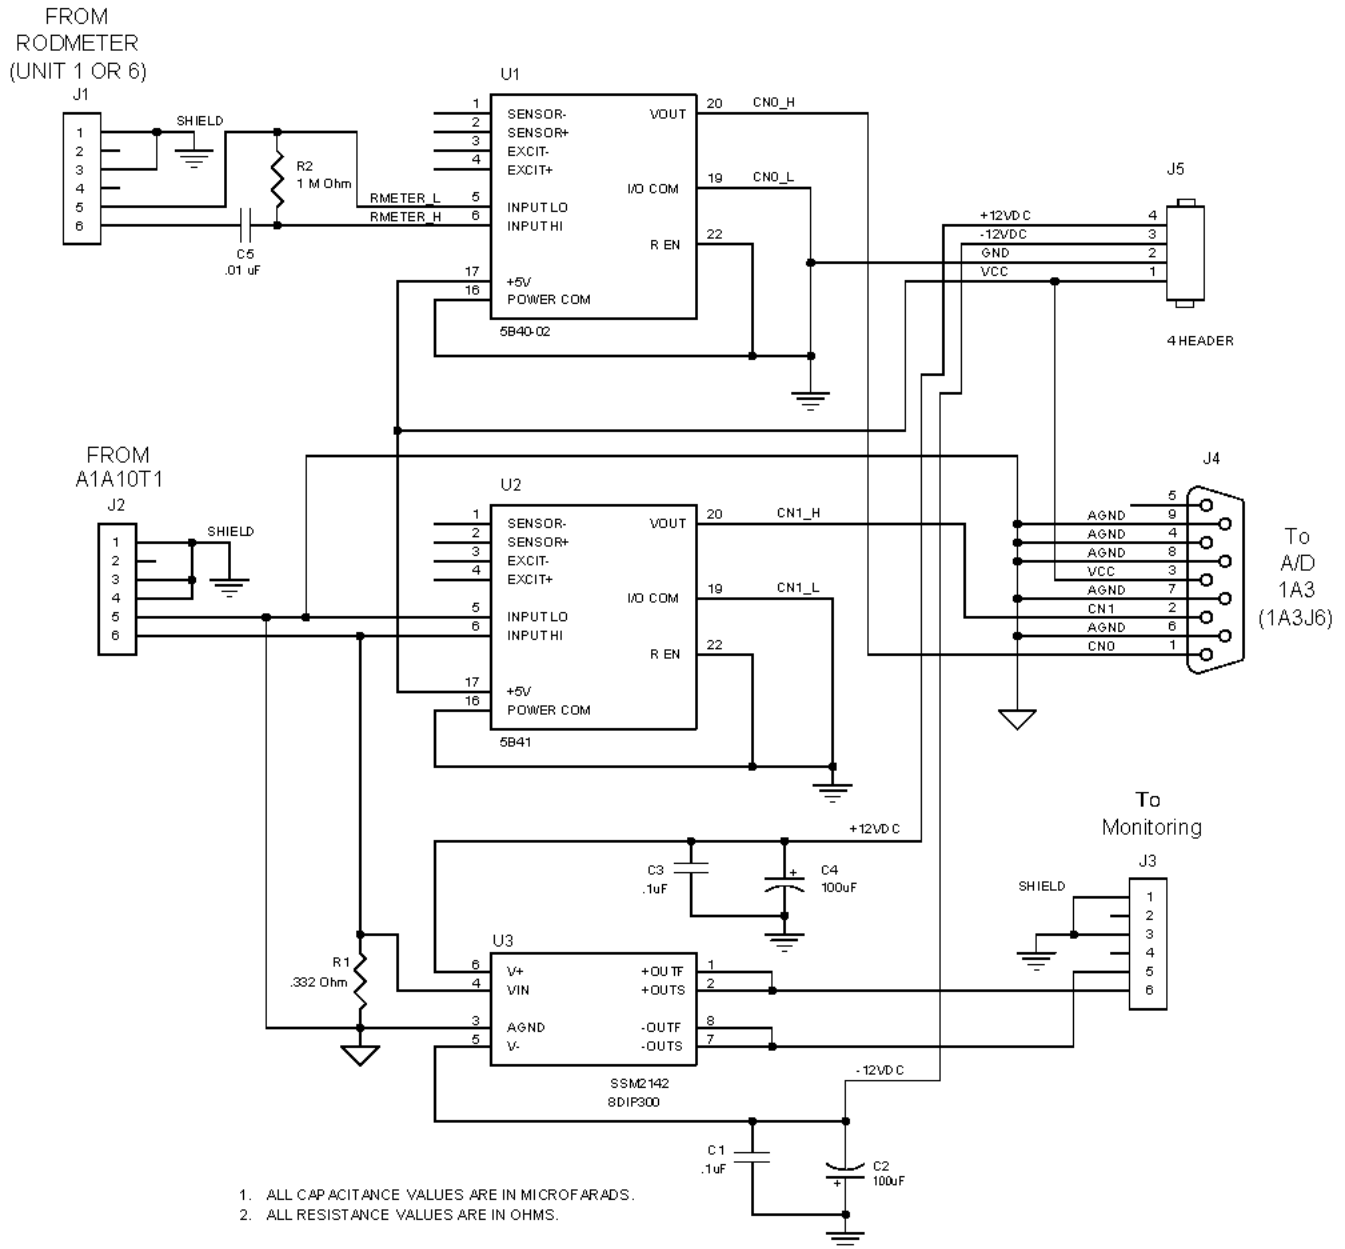 FROM
RODMETER
(UNIT 1 OR 6)
J1
1
2
3
4
5
6
SHIELD
R2
1 M Ohm
C5
.01 uF
RMETER_L
RMETER_H
U1
1 SENSOR-
2 SENSOR+
3 EXCIT-
4 EXCIT+
5 INPUT LO
6 INPUT HI
17 +5V
16 POWER COM
VOUT 20 CN0_H
I/O COM 19 CN0_L
R EN 22
5B40-02
J5
+12VDC 4
-12VDC 3
GND 2
VCC 1
4 HEADER
FROM
A1A10T1
J2
1
2
3
4
5
6
SHIELD
U2
1 SENSOR-
2 SENSOR+
3 EXCIT-
4 EXCIT+
5 INPUT LO
6 INPUT HI
17 +5V
16 POWER COM
VOUT 20 CN1_H
I/O COM 19 CN1_L
R EN 22
5B41
J4
5
AGND 9
AGND 4
AGND 8
VCC 3
AGND 7
CN1 2
AGND 6
CN0 1
To
A/D
1A3
(1A3J6)
+12VDC
C3
.1uF
+ C4
100uF
To
Monitoring
J3
SHIELD
1
2
3
4
5
6
R1
.332 Ohm
U3
6 V+
4 VIN
3 AGND
5 V-
+OUTF 1
+OUTS 2
-OUTF 8
-OUTS 7
SSM2142
8DIP300
-12VDC
C1
.1uF
C2
+ 100uF
1. ALL CAPACITANCE VALUES ARE IN MICROFARADS.
2. ALL RESISTANCE VALUES ARE IN OHMS.